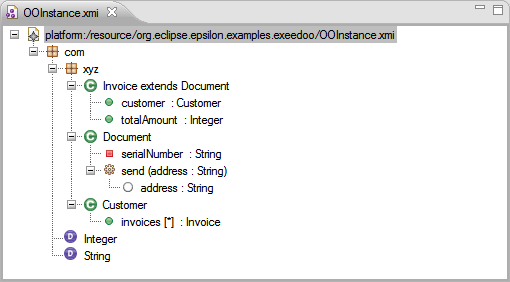 OOInstance.xmi
platform:/resource/org.eclipse.epsilon.examples.exeedoo/OOInstance.xmi
com
xyz
C Invoice extends Document
customer : Customer
totalAmount : Integer
C Document
serialNumber : String
send (address : String)
address : String
C Customer
invoices [*] : Invoice
D Integer
D String